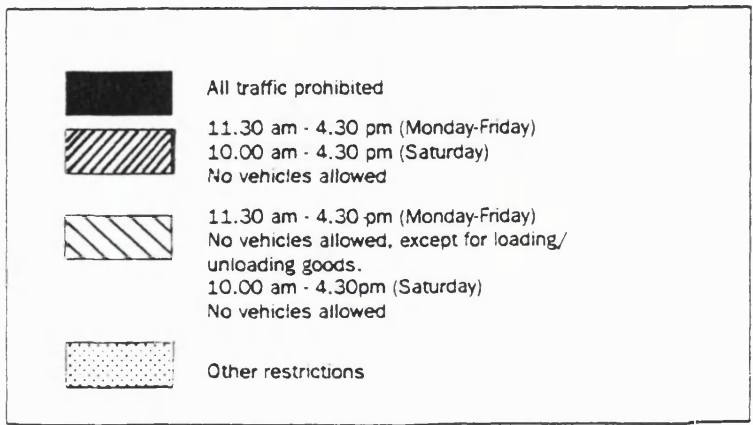 All traffic prohibited
11.30 am - 4.30 pm (Monday-Friday)
10.00 am - 4.30 pm (Saturday)
No vehicles allowed
11.30 am - 4.30 pm (Monday-Friday)
No vehicles allowed, except for loading/
unloading goods.
10.00 am - 4.30pm (Saturday)
No vehicles allowed
Other restrictions